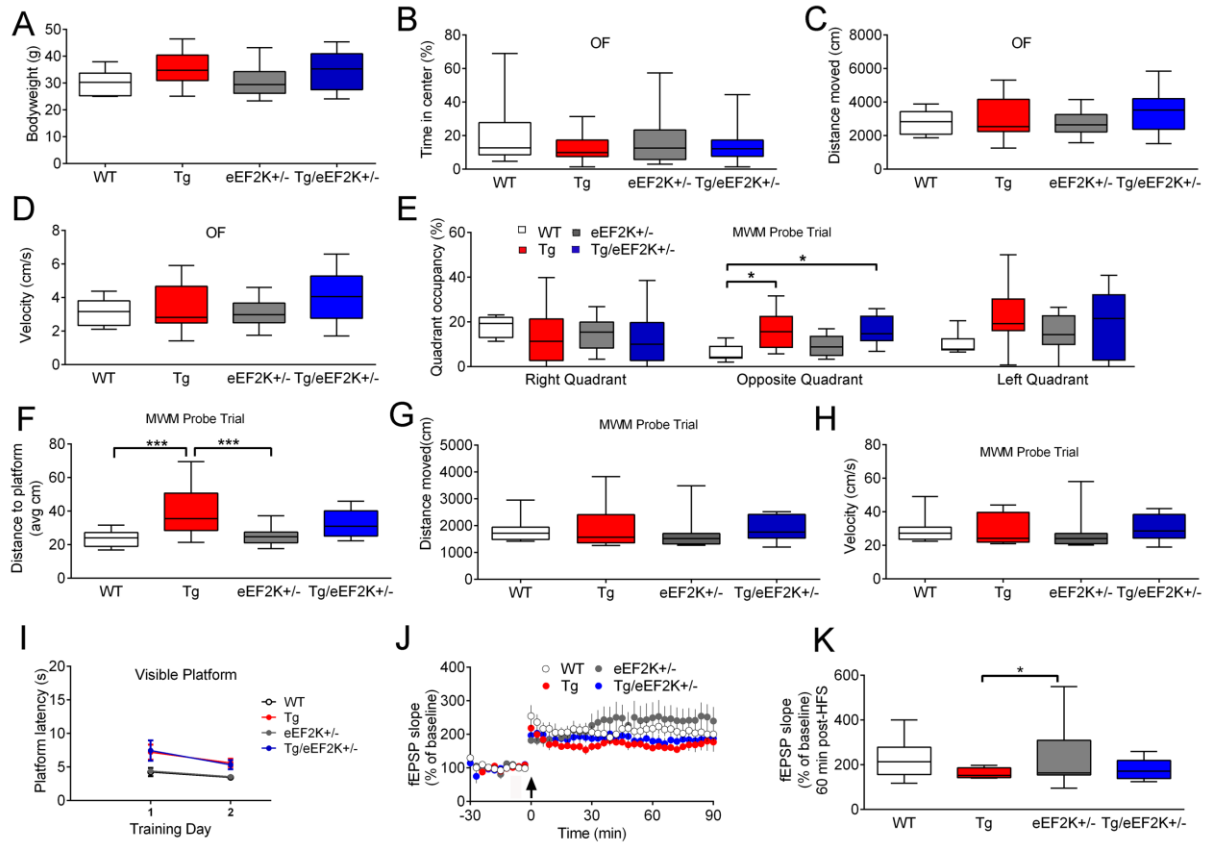 A
Bodyweight (g)
50
40
30
20
10
0
WT Tg eEF2K+/- Tg/eEF2K+/-
B
OF
Time in center (%)
80
60
40
20
0
WT Tg eEF2K+/- Tg/eEF2K+/-
C
OF
Distance moved (cm)
8000
6000
4000
2000
0
WT Tg eEF2K+/- Tg/eEF2K+/-
D
OF
Velocity (cm/s)
8
6
4
2
0
WT Tg eEF2K+/- Tg/eEF2K+/-
E
Quadrant occupancy (%)
60
40
20
0
WT eEF2K+/-
Tg Tg/eEF2K+/-
MWM Probe Trial
*
*
Right Quadrant Opposite Quadrant Left Quadrant
F
MWM Probe Trial
Distance to platform
(avg cm)
80
60
40
20
0
*** ***
WT Tg eEF2K+/- Tg/eEF2K+/-
G
MWM Probe Trial
Distance moved(cm)
5000
4000
3000
2000
1000
0
WT Tg eEF2K+/- Tg/eEF2K+/-
H
MWM Probe Trial
Velocity (cm/s)
80
60
40
20
0
WT Tg eEF2K+/- Tg/eEF2K+/-
I
Visible Platform
Platform latency (s)
20
15
10
5
0
WT
Tg
eEF2K+/-
Tg/eEF2K+/-
1 2
Training Day
J
WT eEF2K+/-
Tg Tg/eEF2K+/-
fEPSP slope
(% of baseline)
400
300
200
100
0
-30 0 30 60 90
Time (min)
K
fEPSP slope
(% of baseline)
60 min post-HFS
600
400
200
0
*
WT Tg eEF2K+/- Tg/eEF2K+/-